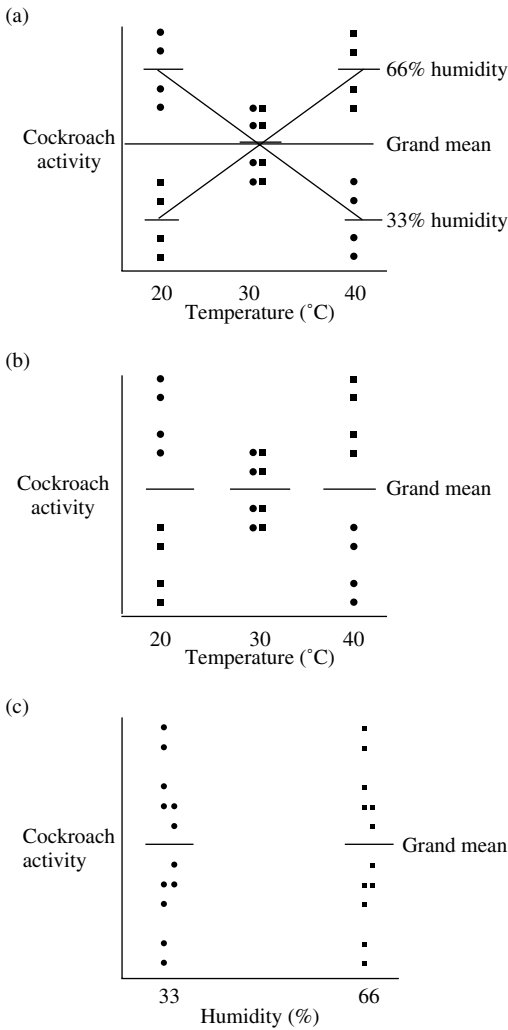 (a)
66% humidity
Cockroach
activity
Grand mean
33% humidity
20 30 40
Temperature (˚C)
(b)
Cockroach
activity
Grand mean
20 30 40
Temperature (˚C)
(c)
Cockroach
activity
Grand mean
33 66
Humidity (%)